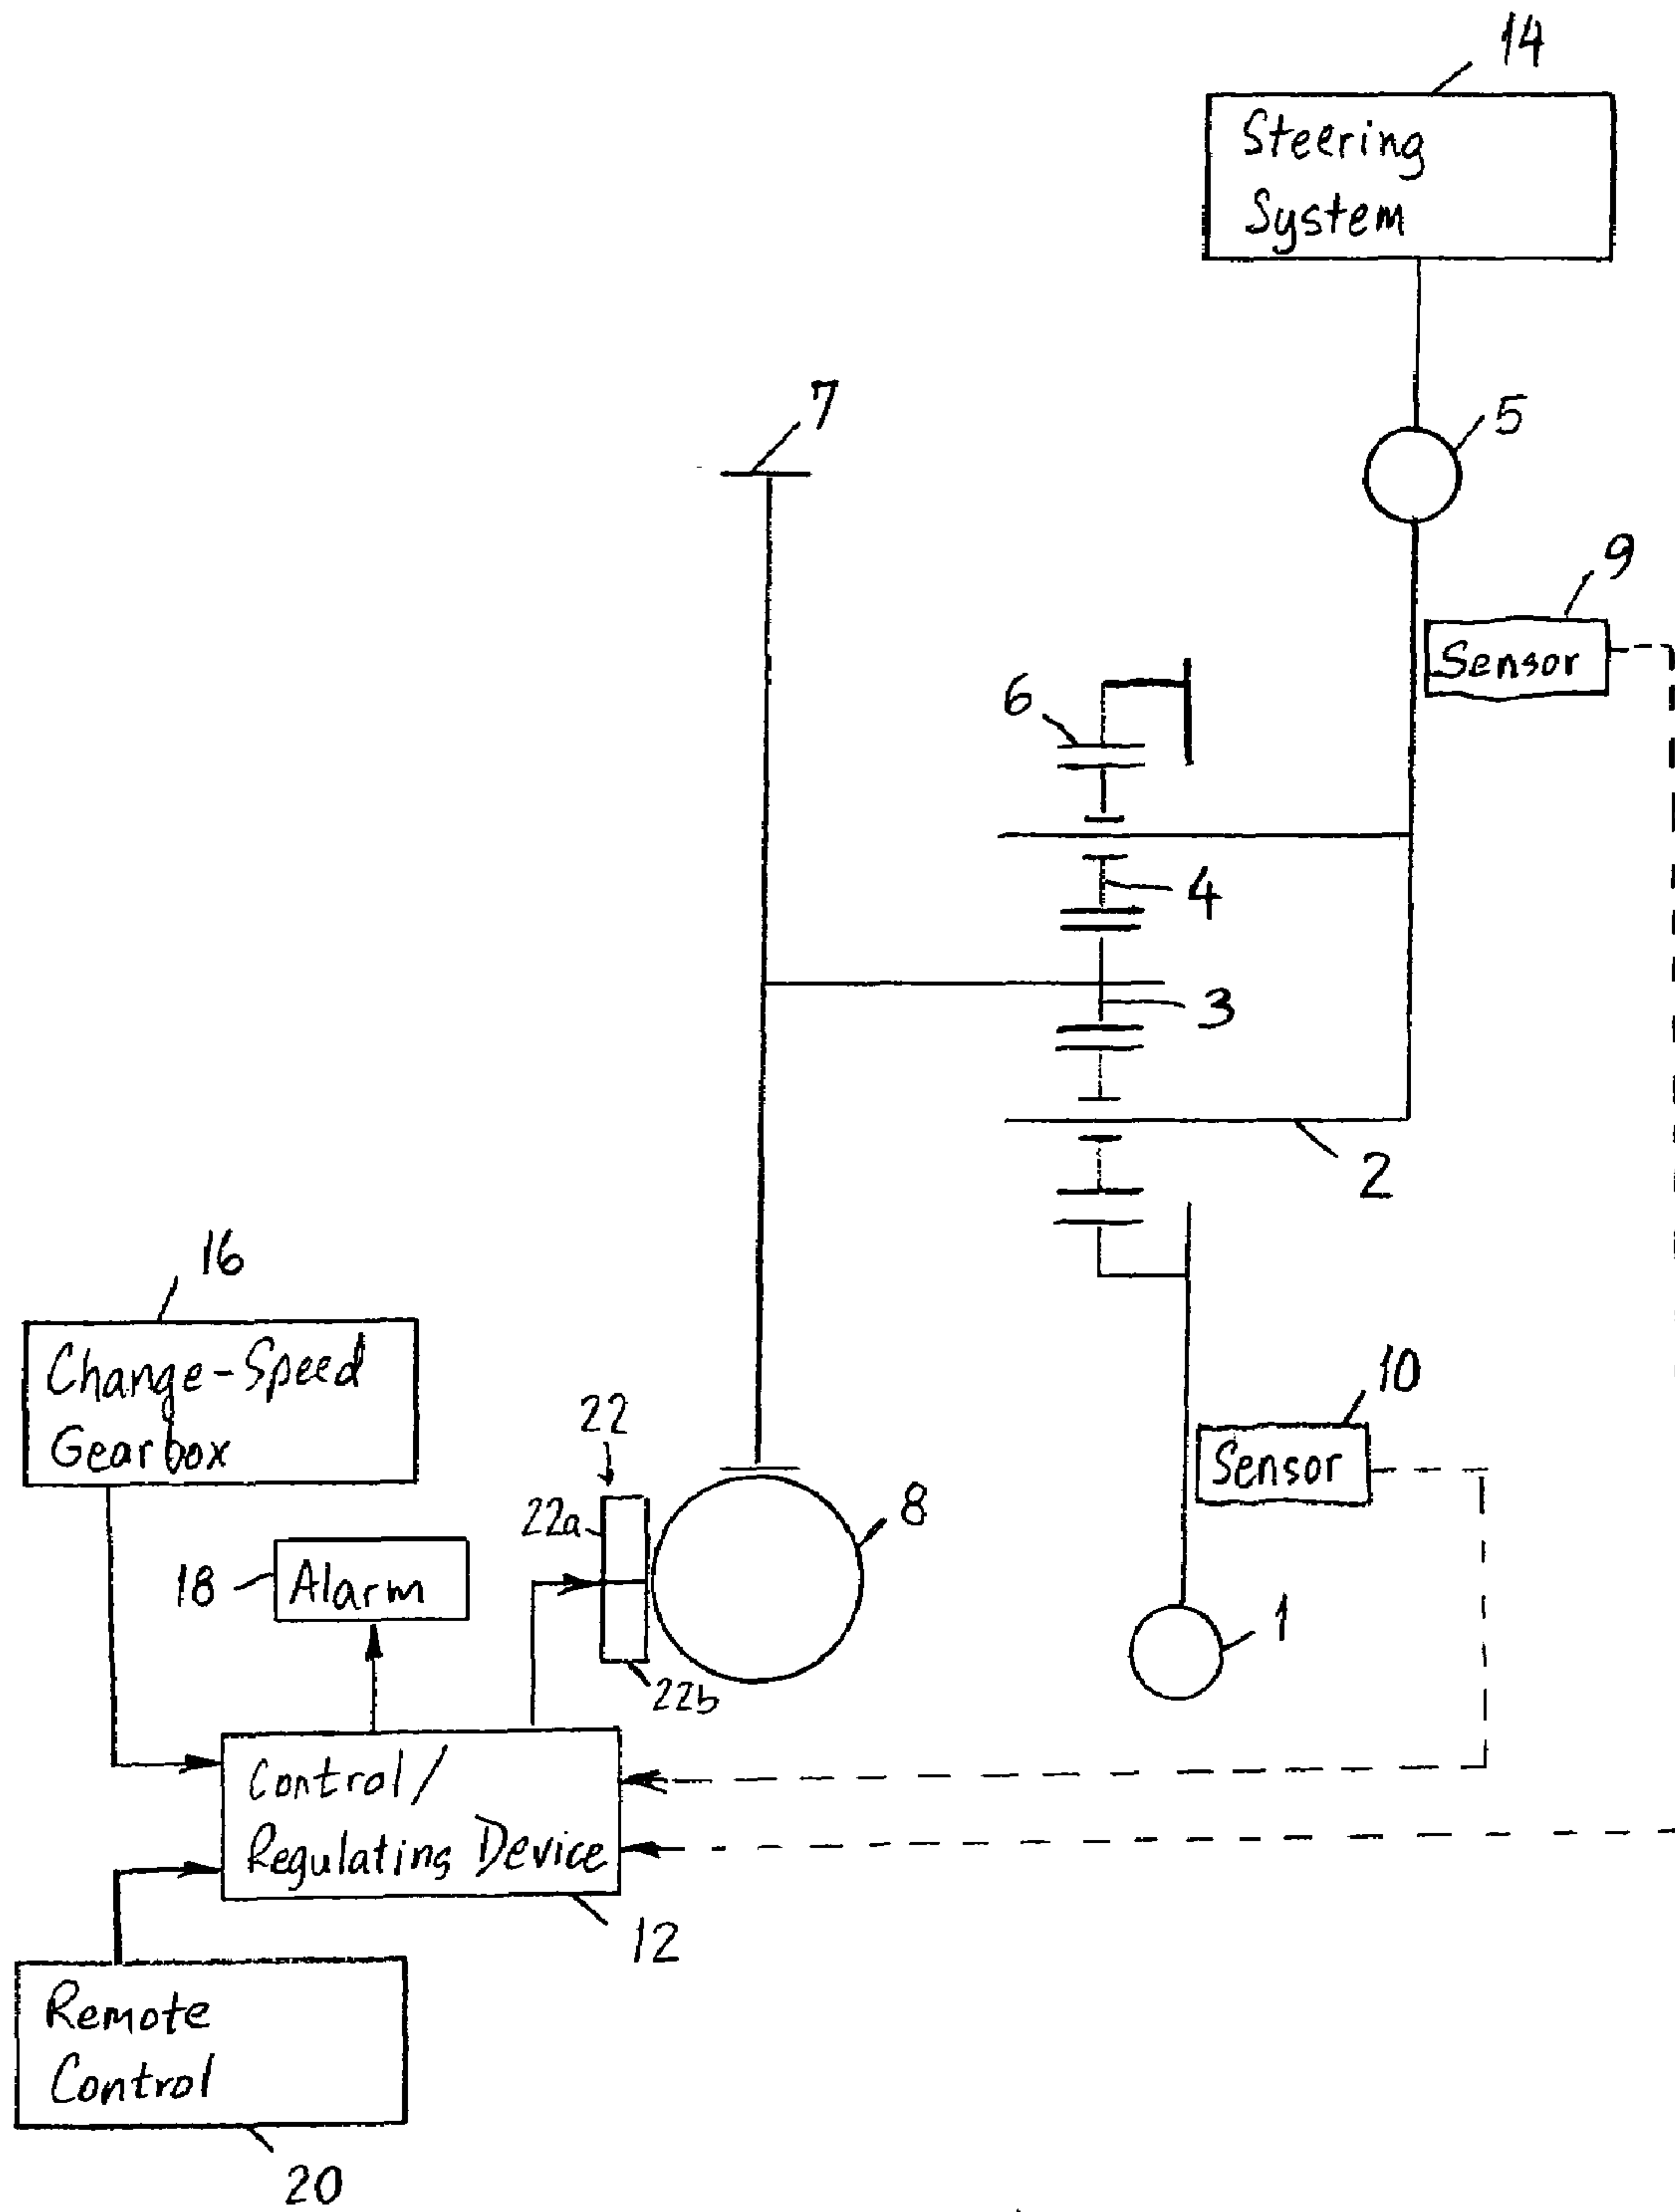 14
Steering
System
7
5
9
Sensor
6
4
3
2
16
Change-Speed
Gearbox
10
Sensor
22
22a
8
18
Alarm
1
22b
Control/
Regulating Device
12
Remote
Control
20